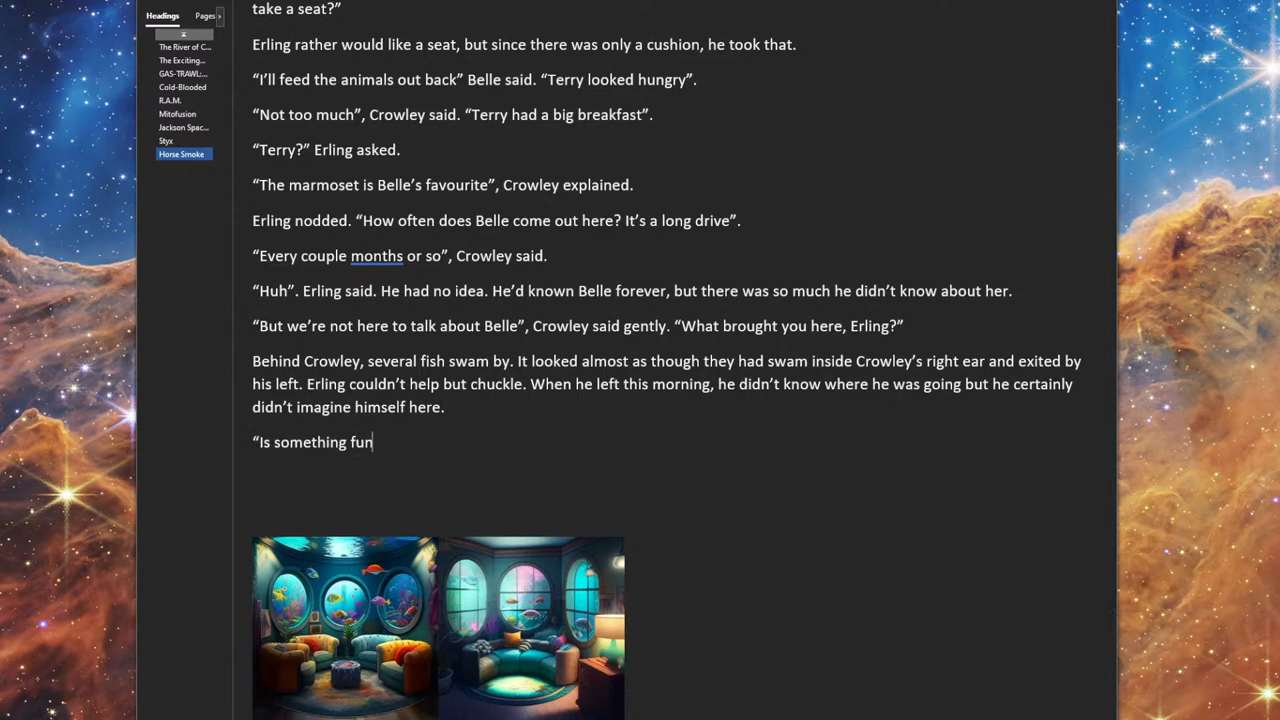 Headings
Pages
take a seat?”
The River of C...
Erling rather would like a seat, but since there was only a cushion, he took that.
The Exciting...
GAS-TRAWL:...
“I’ll feed the animals out back” Belle said. “Terry looked hungry”.
Cold-Blooded
R.A.M.
Mitofusion
“Not too much”, Crowley said. “Terry had a big breakfast”.
Jackson Spac...
Styx
“Terry?” Erling asked.
Horse Smoke
“The marmoset is Belle’s favourite”, Crowley explained.
Erling nodded. “How often does Belle come out here? It’s a long drive”.
“Every couple months or so”, Crowley said.
“Huh”. Erling said. He had no idea. He’d known Belle forever, but there was so much he didn’t know about her.
“But we’re not here to talk about Belle”, Crowley said gently. “What brought you here, Erling?”
Behind Crowley, several fish swam by. It looked almost as though they had swam inside Crowley’s right ear and exited by
his left. Erling couldn’t help but chuckle. When he left this morning, he didn’t know where he was going but he certainly
didn’t imagine himself here.
“Is something fun